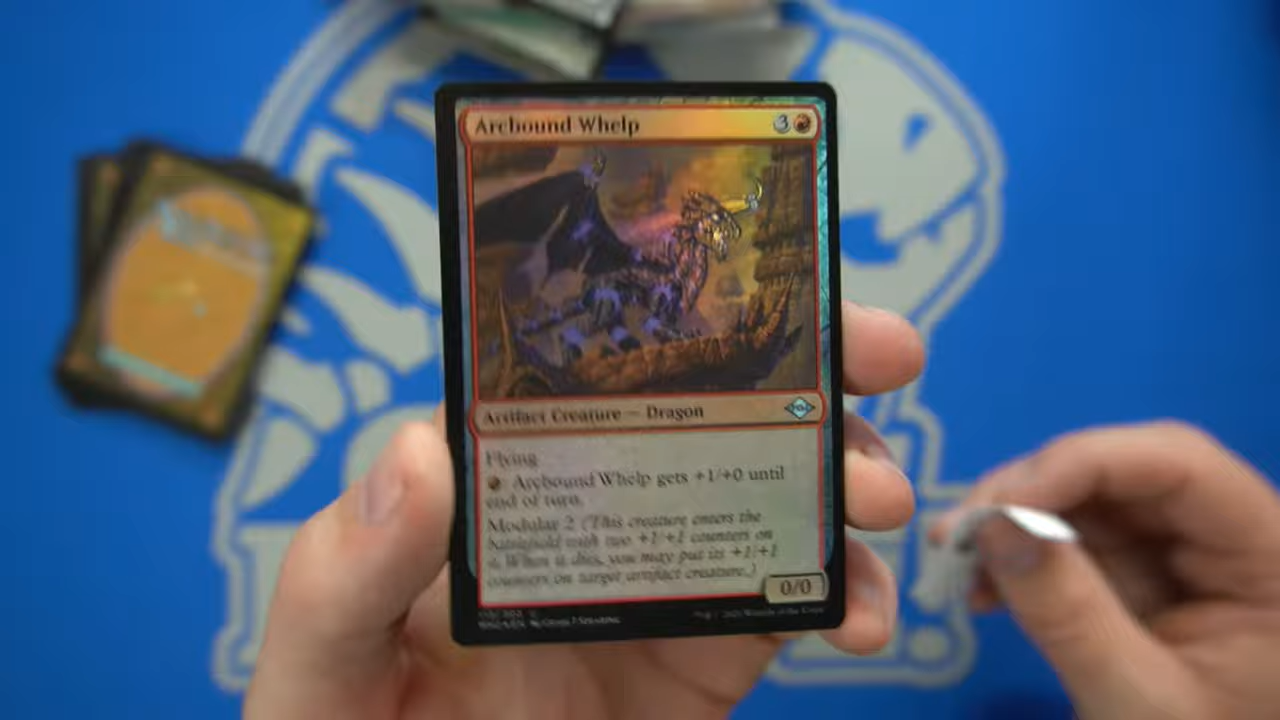 Arcbound Whelp 3
Artifact Creature — Dragon
Flying
: Arcbound Whelp gets +1/+0 until
end of turn.
Modular 2 (This creature enters the
battlefield with two +1/+1 counters on
it. When it dies, you may put its +1/+1
counters on target artifact creature.)
0/0